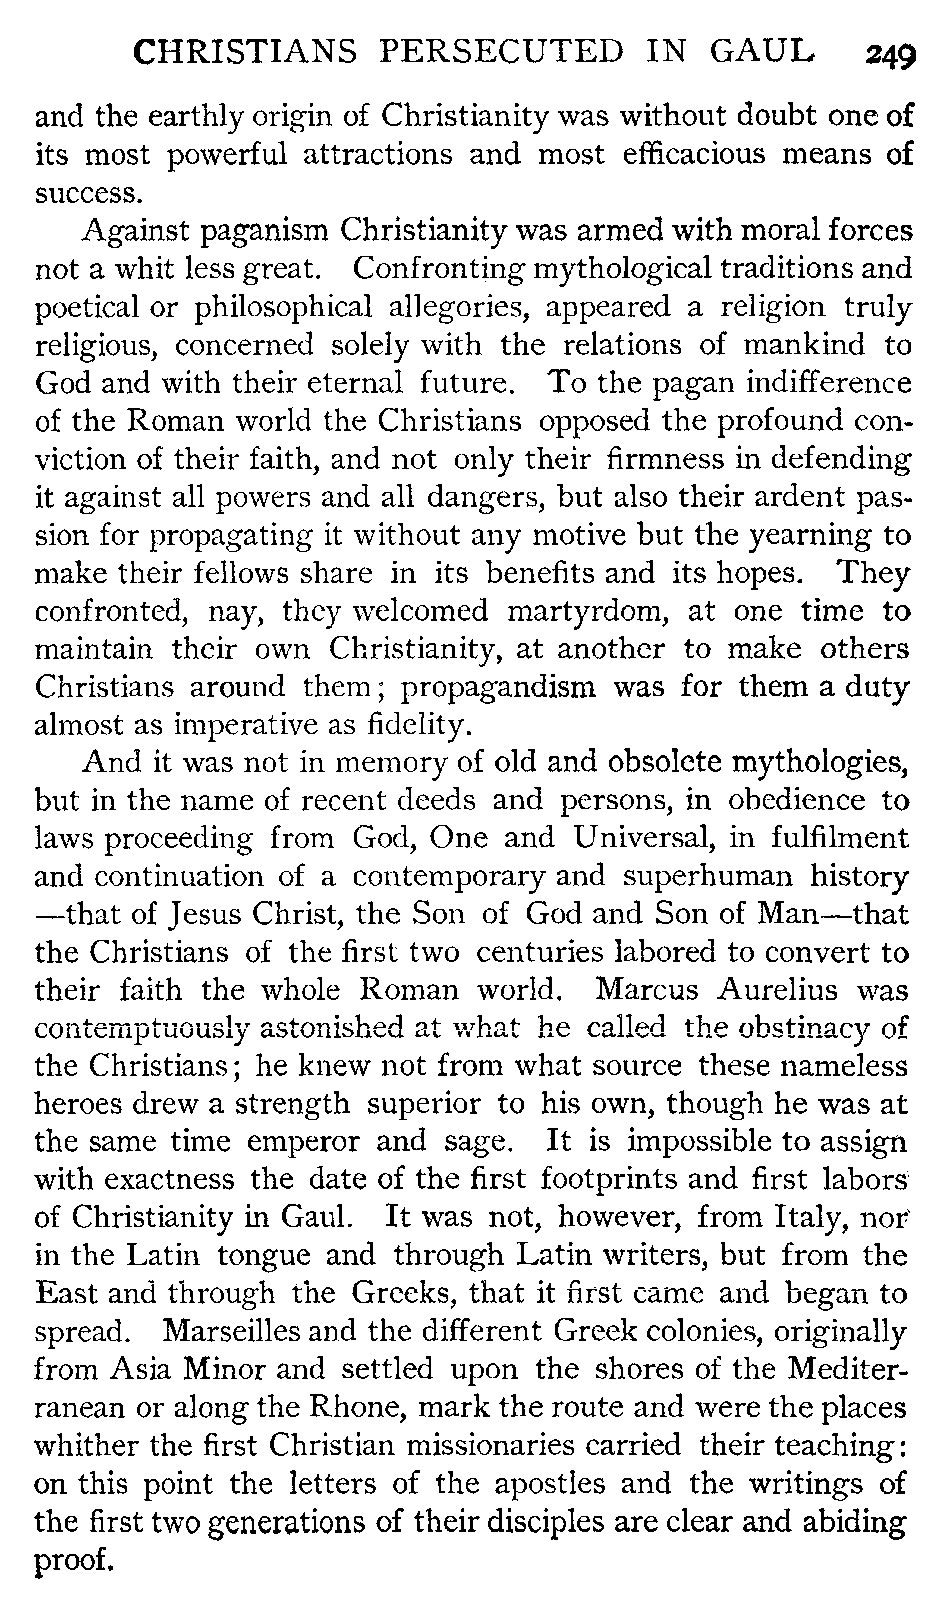 CHRISTIANS PERSECUTED IN GAUL 249
and the earthly origin of Christianity was without doubt one of
its most powerful attractions and most efficacious means of
success.
Against paganism Christianity was armed with moral forces
not a whit less great. Confronting mythological traditions and
poetical or philosophical allegories, appeared a religion truly
religious, concerned solely with the relations of mankind to
God and with their eternal future. To the pagan indifference
of the Roman world the Christians opposed the profound con-
viction of their faith, and not only their firmness in defending
it against all powers and all dangers, but also their ardent pas-
sion for propagating it without any motive but the yearning to
make their fellows share in its benefits and its hopes. They
confronted, nay, they welcomed martyrdom, at one time to
maintain their own Christianity, at another to make others
Christians around them; propagandism was for them a duty
almost as imperative as fidelity.
And it was not in memory of old and obsolete mythologies,
but in the name of recent deeds and persons, in obedience to
laws proceeding from God, One and Universal, in fulfilment
and continuation of a contemporary and superhuman history
—that of Jesus Christ, the Son of God and Son of Man—that
the Christians of the first two centuries labored to convert to
their faith the whole Roman world. Marcus Aurelius was
contemptuously astonished at what he called the obstinacy of
the Christians; he knew not from what source these nameless
heroes drew a strength superior to his own, though he was at
the same time emperor and sage. It is impossible to assign
with exactness the date of the first footprints and first labors
of Christianity in Gaul. It was not, however, from Italy, nor
in the Latin tongue and through Latin writers, but from the
East and through the Greeks, that it first came and began to
spread. Marseilles and the different Greek colonies, originally
from Asia Minor and settled upon the shores of the Mediter-
ranean or along the Rhone, mark the route and were the places
whither the first Christian missionaries carried their teaching:
on this point the letters of the apostles and the writings of
the first two generations of their disciples are clear and abiding
proof.